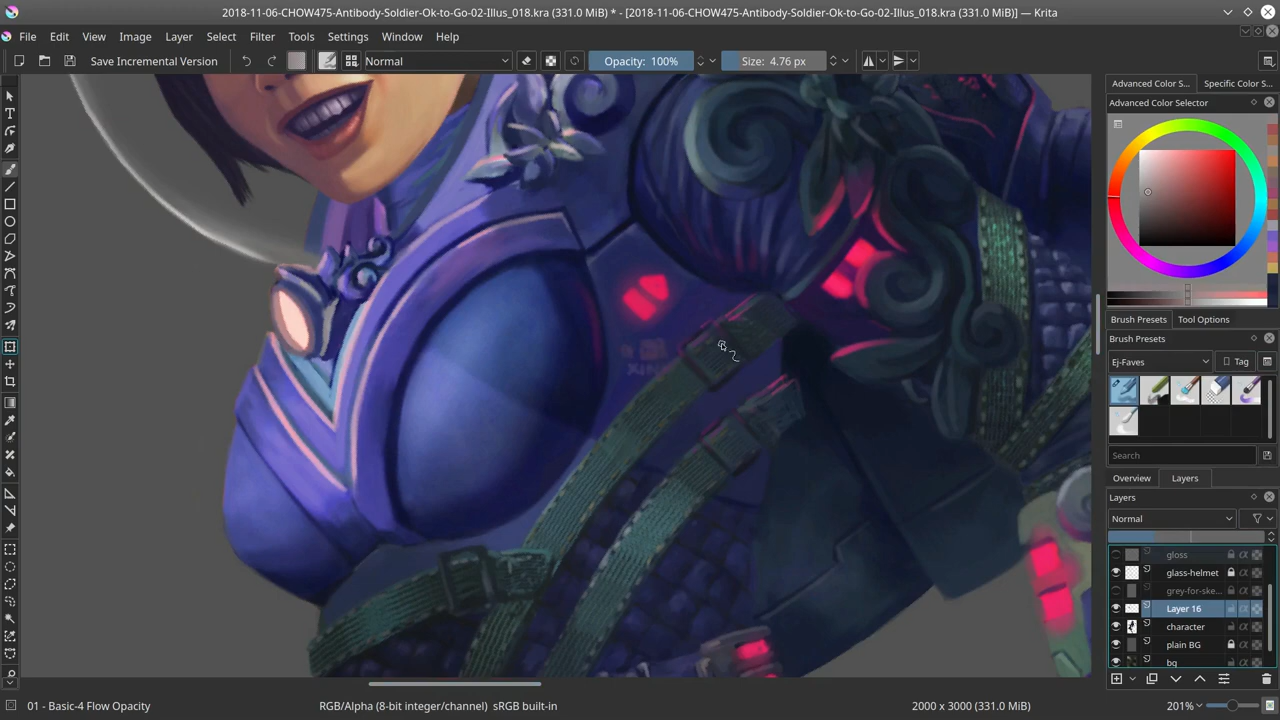 2018-11-06-CHOW475-Antibody-Soldier-Ok-to-Go-02-Illus_018.kra (331.0 MiB) * - [2018-11-06-CHOW475-Antibody-Soldier-Ok-to-Go-02-Illus_018.kra (331.0 MiB)] — Krita
File Edit View Image Layer Select Filter Tools Settings Window Help
Save Incremental Version Normal Opacity: 100% Size: 4.76 px
Advanced Color S... Specific Color S...
Advanced Color Selector
Brush Presets Tool Options
Brush Presets
Ej-Faves Tag
Search
Overview Layers
Layers
Normal
gloss
glass-helmet
grey-for-ske...
Layer 16
character
plain BG
bg
01 - Basic-4 Flow Opacity RGB/Alpha (8-bit integer/channel) sRGB built-in 2000 x 3000 (331.0 MiB) 201%